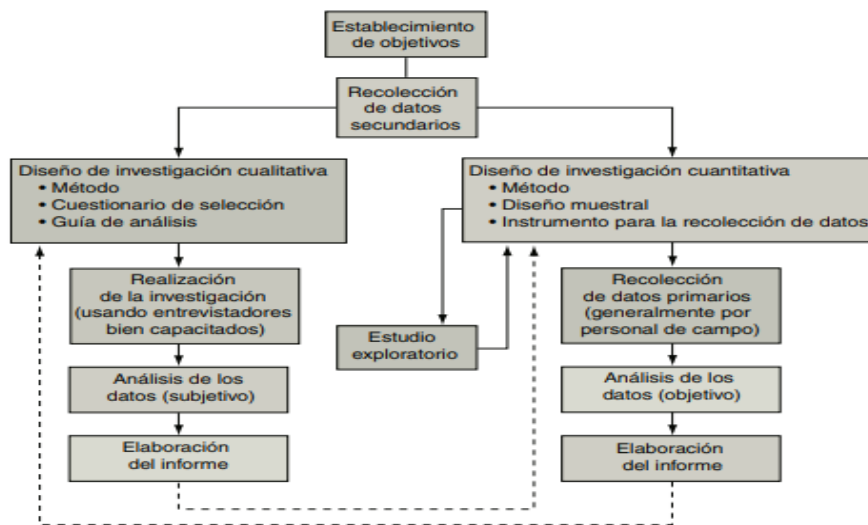 Establecimiento
de objetivos
Recolección
de datos
secundarios
Diseño de investigación cualitativa
• Método
• Cuestionario de selección
• Guía de análisis
Diseño de investigación cuantitativa
• Método
• Diseño muestral
• Instrumento para la recolección de datos
Realización
de la investigación
(usando entrevistadores
bien capacitados)
Estudio
exploratorio
Recolección
de datos primarios
(generalmente por
personal de campo)
Análisis de los
datos (subjetivo)
Análisis de los
datos (objetivo)
Elaboración
del informe
Elaboración
del informe